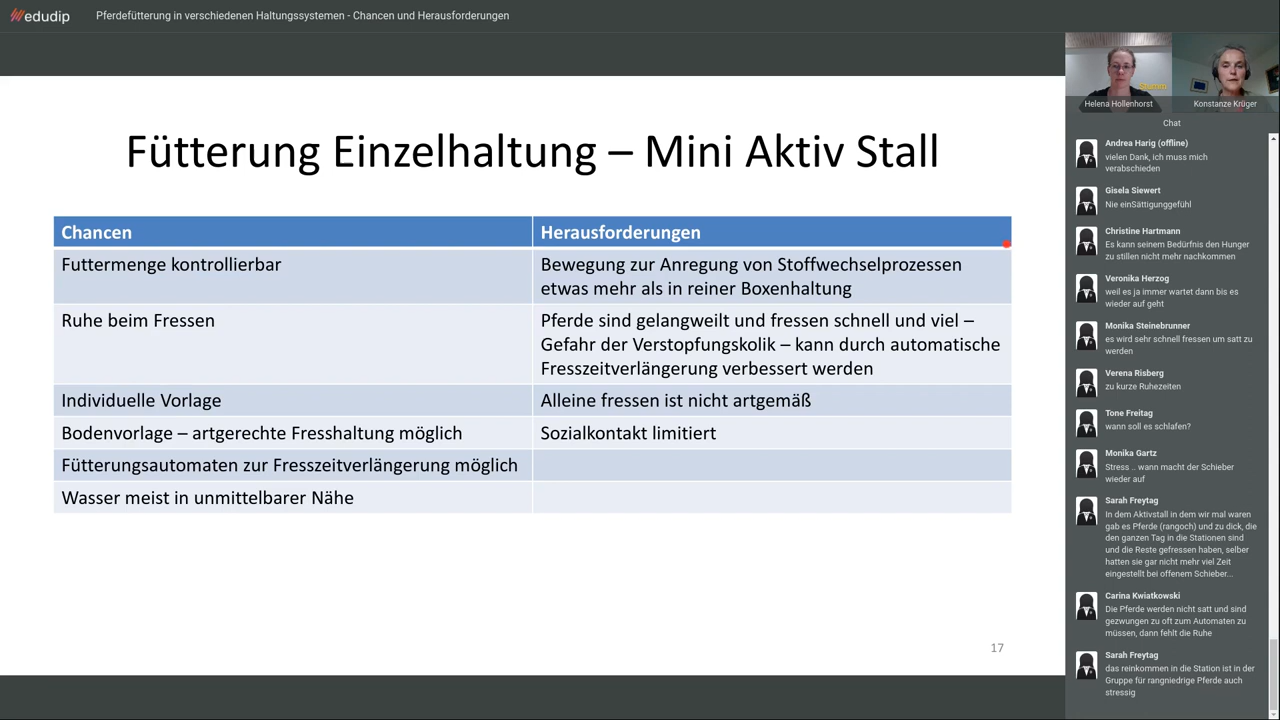 edudip
Pferdefütterung in verschiedenen Haltungssystemen - Chancen und Herausforderungen
Fütterung Einzelhaltung – Mini Aktiv Stall
Chancen
Herausforderungen
Futtermenge kontrollierbar
Bewegung zur Anregung von Stoffwechselprozessen
etwas mehr als in reiner Boxenhaltung
Ruhe beim Fressen
Pferde sind gelangweilt und fressen schnell und viel –
Gefahr der Verstopfungskolik – kann durch automatische
Fresszeitverlängerung verbessert werden
Individuelle Vorlage
Alleine fressen ist nicht artgemäß
Bodenvorlage – artgerechte Fresshaltung möglich
Sozialkontakt limitiert
Fütterungsautomaten zur Fresszeitverlängerung möglich
Wasser meist in unmittelbarer Nähe
17
Stumm
Helena Hollenhorst
Konstanze Krüger
Chat
Andrea Harig (offline)
vielen Dank, ich muss mich
verabschieden
Gisela Siewert
Nie einSättigunggefühl
Christine Hartmann
Es kann seinem Bedürfnis den Hunger
zu stillen nicht mehr nachkommen
Veronika Herzog
weil es ja immer wartet dann bis es
wieder auf geht
Monika Steinebrunner
es wird sehr schnell fressen um satt zu
werden
Verena Risberg
zu kurze Ruhezeiten
Tone Freitag
wann soll es schlafen?
Monika Gartz
Stress .. wann macht der Schieber
wieder auf
Sarah Freytag
In dem Aktivstall in dem wir mal waren
gab es Pferde (rangoch) und zu dick, die
den ganzen Tag in die Stationen sind
und die Reste gefressen haben, selber
hatten sie gar nicht mehr viel Zeit
eingestellt bei offenem Schieber...
Carina Kwiatkowski
Die Pferde werden nicht satt und sind
gezwungen zu oft zum Automaten zu
müssen, dann fehlt die Ruhe
Sarah Freytag
das reinkommen in die Station ist in der
Gruppe für rangniedrige Pferde auch
stressig